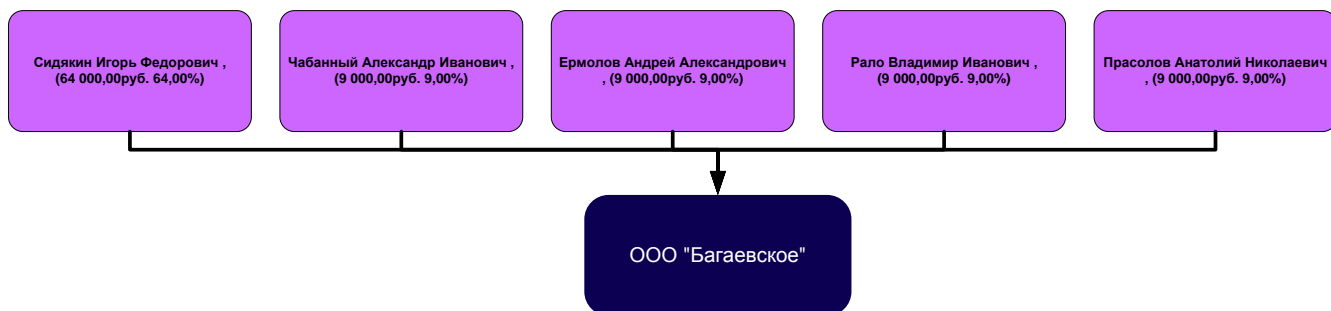 Сидякин Игорь Федорович ,
(64 000,00руб. 64,00%)
Чабанный Александр Иванович ,
(9 000,00руб. 9,00%)
Ермолов Андрей Александрович
, (9 000,00руб. 9,00%)
Рало Владимир Иванович ,
(9 000,00руб. 9,00%)
Прасолов Анатолий Николаевич
, (9 000,00руб. 9,00%)
ООО "Багаевское"